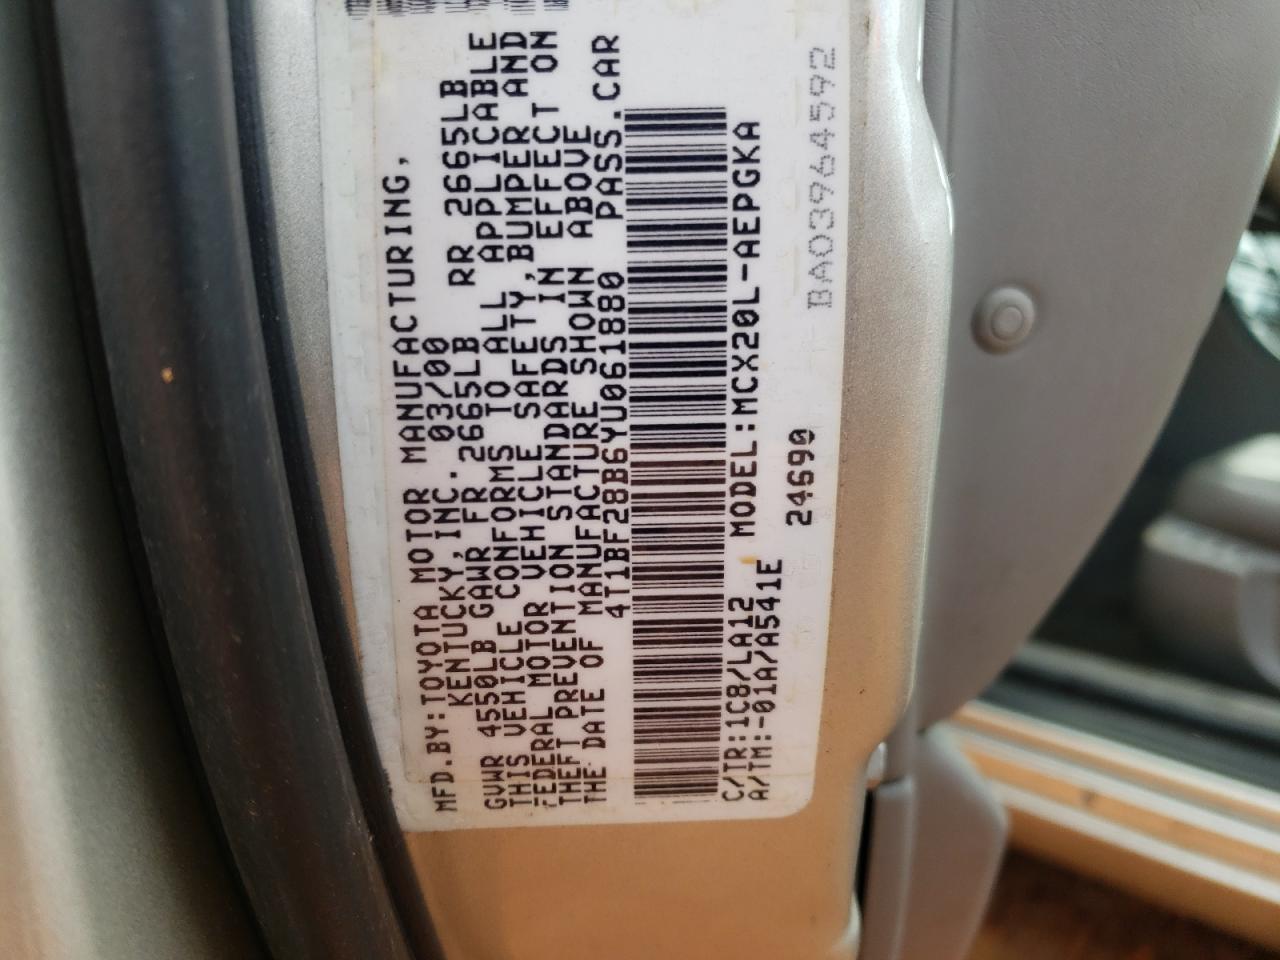 MFD.BY:TOYOTA MOTOR MANUFACTURING,
KENTUCKY,INC. 03/00
GVWR 4550LB GAWR FR 2665LB RR 2665LB
THIS VEHICLE CONFORMS TO ALL APPLICABLE
FEDERAL MOTOR VEHICLE SAFETY,BUMPER AND
THEFT PREVENTION STANDARDS IN EFFECT ON
THE DATE OF MANUFACTURE SHOWN ABOVE
4T1BF28B6YU061880 PASS.CAR
C/TR:1C8/LA12 MODEL:MCX20L-AEPGKA
A/TM:-01A/A541E
24690
BA03964592